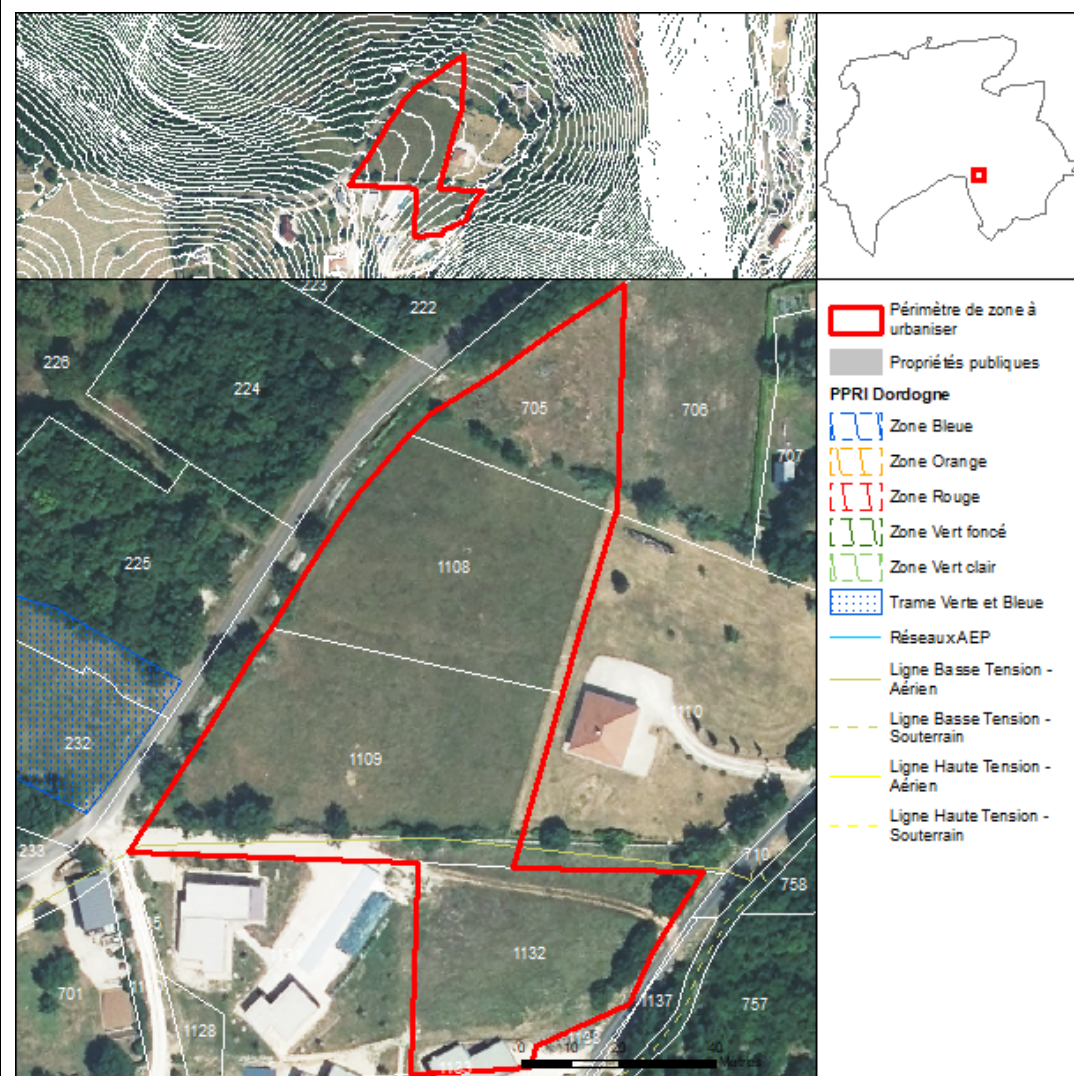 223
222
226
224
705
706
707
225
1108
232
1110
1109
233
710
758
1132
701
1137
757
1128
0 10 20 40
Mètres
Périmètre de zone à
urbaniser
Propriétés publiques
PPRI Dordogne
Zone Bleue
Zone Orange
Zone Rouge
Zone Vert foncé
Zone Vert clair
Trame Verte et Bleue
Réseaux AEP
Ligne Basse Tension -
Aérien
Ligne Basse Tension -
Souterrain
Ligne Haute Tension -
Aérien
Ligne Haute Tension -
Souterrain